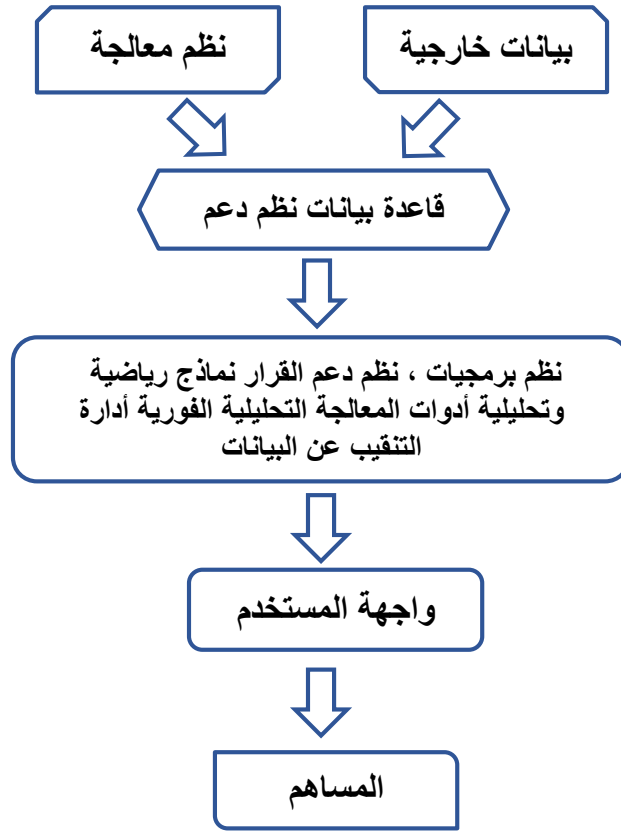 بيانات خارجية
نظم معالجة
قاعدة بيانات نظم دعم
نظم برمجيات ، نظم دعم القرار نماذج رياضية
وتحليلية أدوات المعالجة التحليلية الفورية أدارة
التنقيب عن البيانات
واجهة المستخدم
المساهم